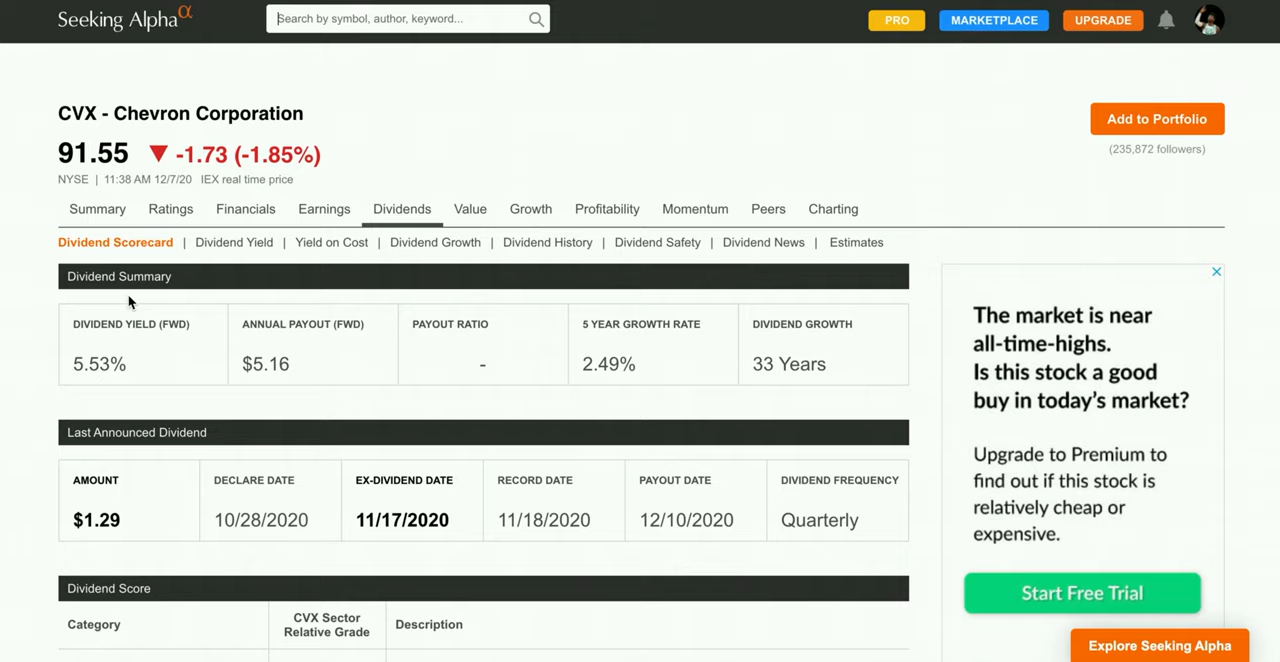 Seeking Alpha α
Search by symbol, author, keyword...
PRO
MARKETPLACE
UPGRADE
CVX - Chevron Corporation
Add to Portfolio
(235,872 followers)
91.55 ▼ -1.73 (-1.85%)
NYSE | 11:38 AM 12/7/20 IEX real time price
Summary Ratings Financials Earnings Dividends Value Growth Profitability Momentum Peers Charting
Dividend Scorecard | Dividend Yield | Yield on Cost | Dividend Growth | Dividend History | Dividend Safety | Dividend News | Estimates
Dividend Summary
DIVIDEND YIELD (FWD) ANNUAL PAYOUT (FWD) PAYOUT RATIO 5 YEAR GROWTH RATE DIVIDEND GROWTH
5.53% $5.16 - 2.49% 33 Years
Last Announced Dividend
AMOUNT DECLARE DATE EX-DIVIDEND DATE RECORD DATE PAYOUT DATE DIVIDEND FREQUENCY
$1.29 10/28/2020 11/17/2020 11/18/2020 12/10/2020 Quarterly
Dividend Score
Category CVX Sector Description
Relative Grade
The market is near
all-time-highs.
Is this stock a good
buy in today's market?
Upgrade to Premium to
find out if this stock is
relatively cheap or
expensive.
Start Free Trial
Explore Seeking Alpha